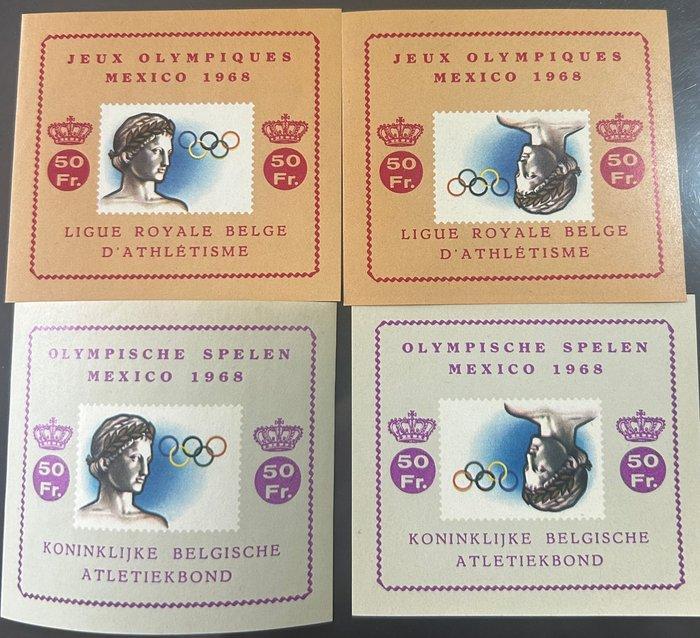 JEUX OLYMPIQUES
MEXICO 1968
50 Fr.
50 Fr.
LIGUE ROYALE BELGE
D'ATHLÉTISME
JEUX OLYMPIQUES
MEXICO 1968
50 Fr.
50 Fr.
LIGUE ROYALE BELGE
D'ATHLÉTISME
OLYMPISCHE SPELEN
MEXICO 1968
50 Fr.
50 Fr.
KONINKLIJKE BELGISCHE
ATLETIEKBOND
OLYMPISCHE SPELEN
MEXICO 1968
50 Fr.
50 Fr.
KONINKLIJKE BELGISCHE
ATLETIEKBOND